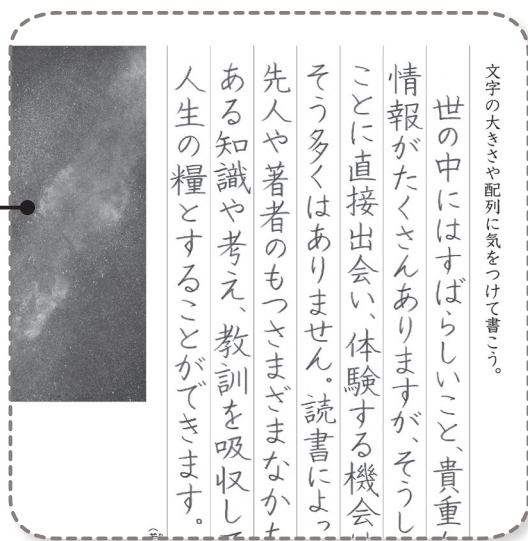 文字の大きさや配列に気をつけて書こう。
世の中にはすばらしいこと、貴重
情報がたくさんありますが、そうし
ことに直接出会い、体験する機会
そう多くはありません。読書によっ
先人や著者のもつさまざまなか
ある知識や考え、教訓を吸収し
人生の糧とすることができます。